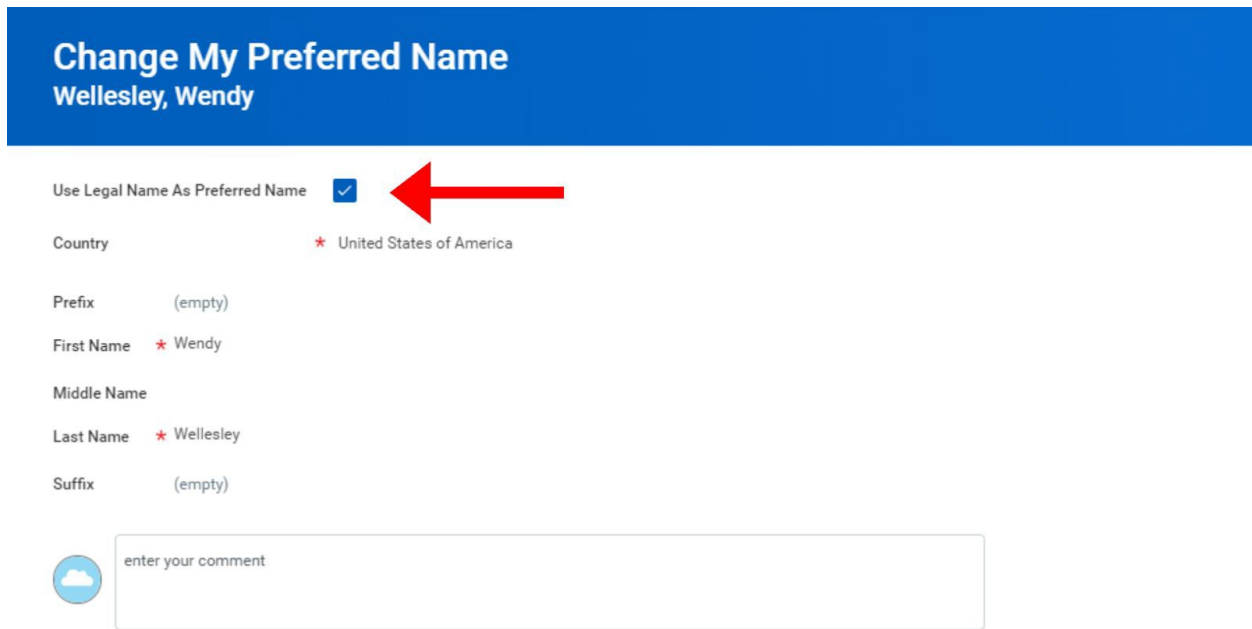 Change My Preferred Name
Wellesley, Wendy
Use Legal Name As Preferred Name
Country * United States of America
Prefix (empty)
First Name * Wendy
Middle Name
Last Name * Wellesley
Suffix (empty)
enter your comment